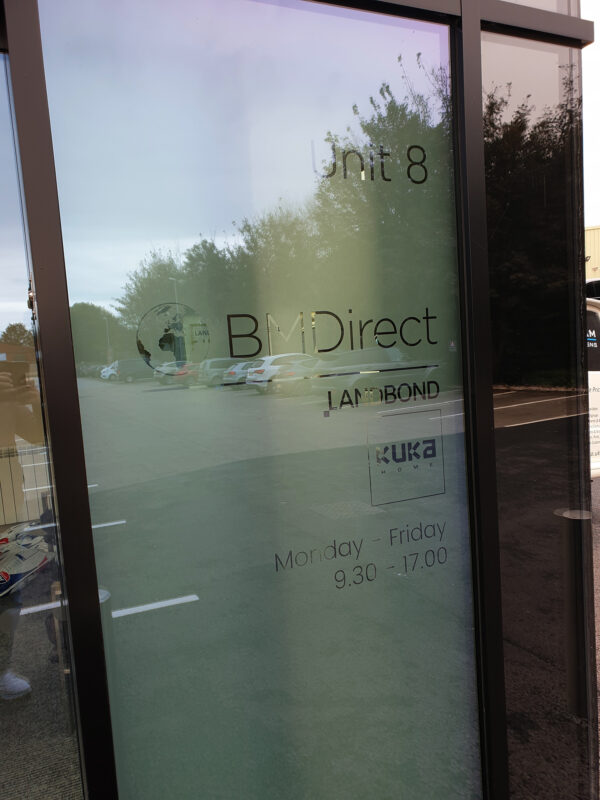 Unit 8
BMDirect
LANDBOND
KUKA
HOME
Monday - Friday
9.30 - 17.00